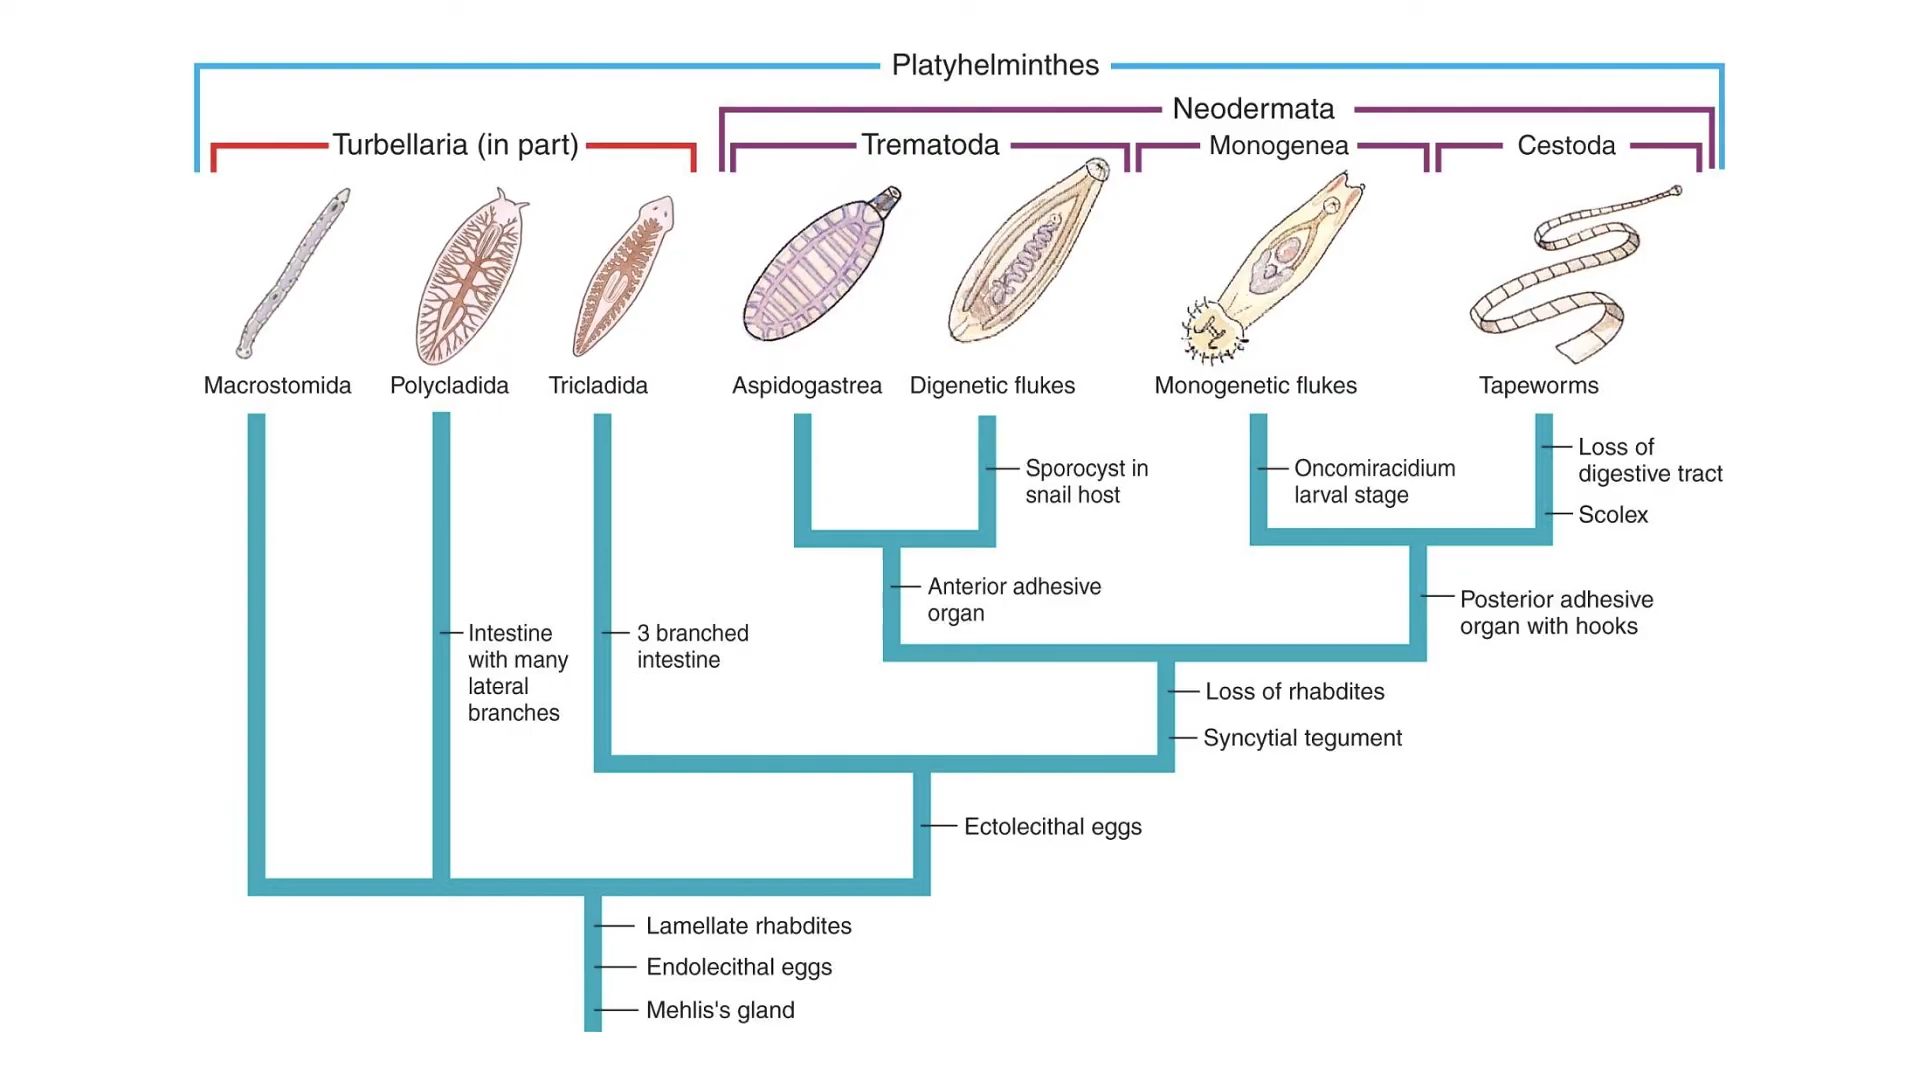 Platyhelminthes
Neodermata
Turbellaria (in part)
Trematoda
Monogenea
Cestoda
Macrostomida
Polycladida
Tricladida
Aspidogastrea
Digenetic flukes
Monogenetic flukes
Tapeworms
Loss of
digestive tract
Scolex
Sporocyst in
snail host
Oncomiracidium
larval stage
Anterior adhesive
organ
Posterior adhesive
organ with hooks
Intestine
with many
lateral
branches
3 branched
intestine
Loss of rhabdites
Syncytial tegument
Ectolecithal eggs
Lamellate rhabdites
Endolecithal eggs
Mehlis's gland